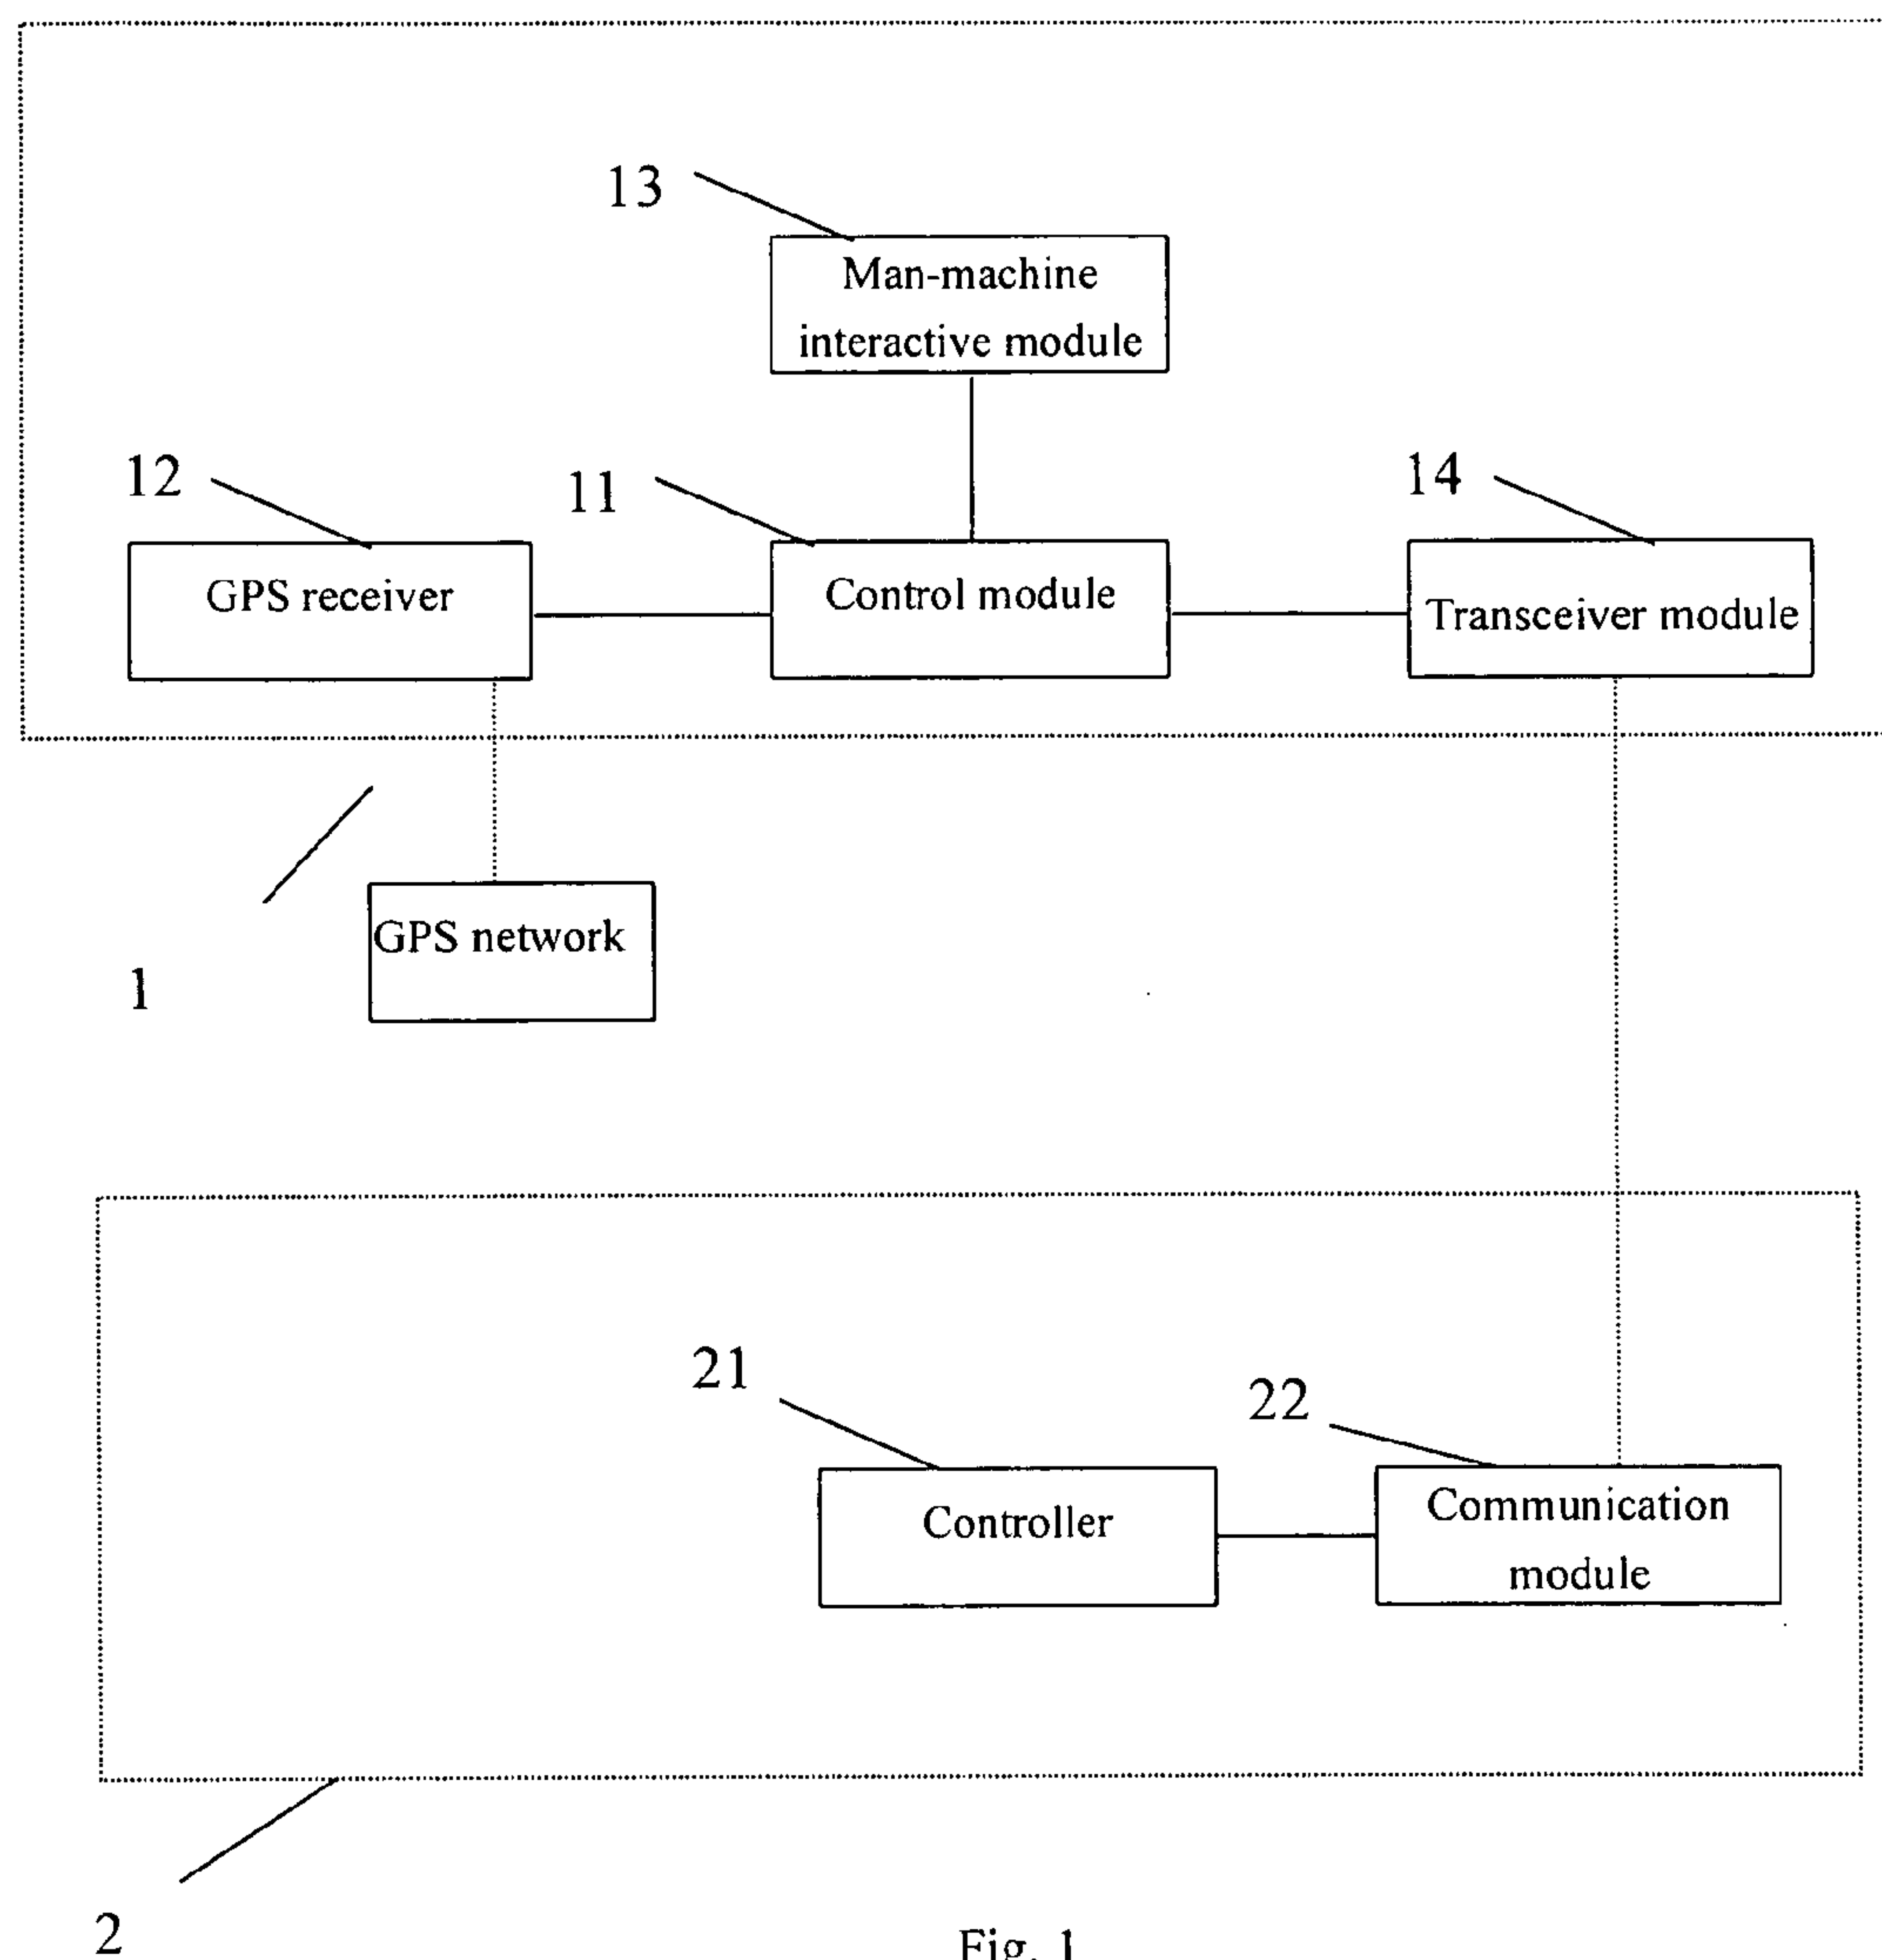 13
Man-machine
interactive module
12
11
14
GPS receiver
Control module
Transceiver module
1
GPS network
21
22
Controller
Communication
module
2
Fig. 1